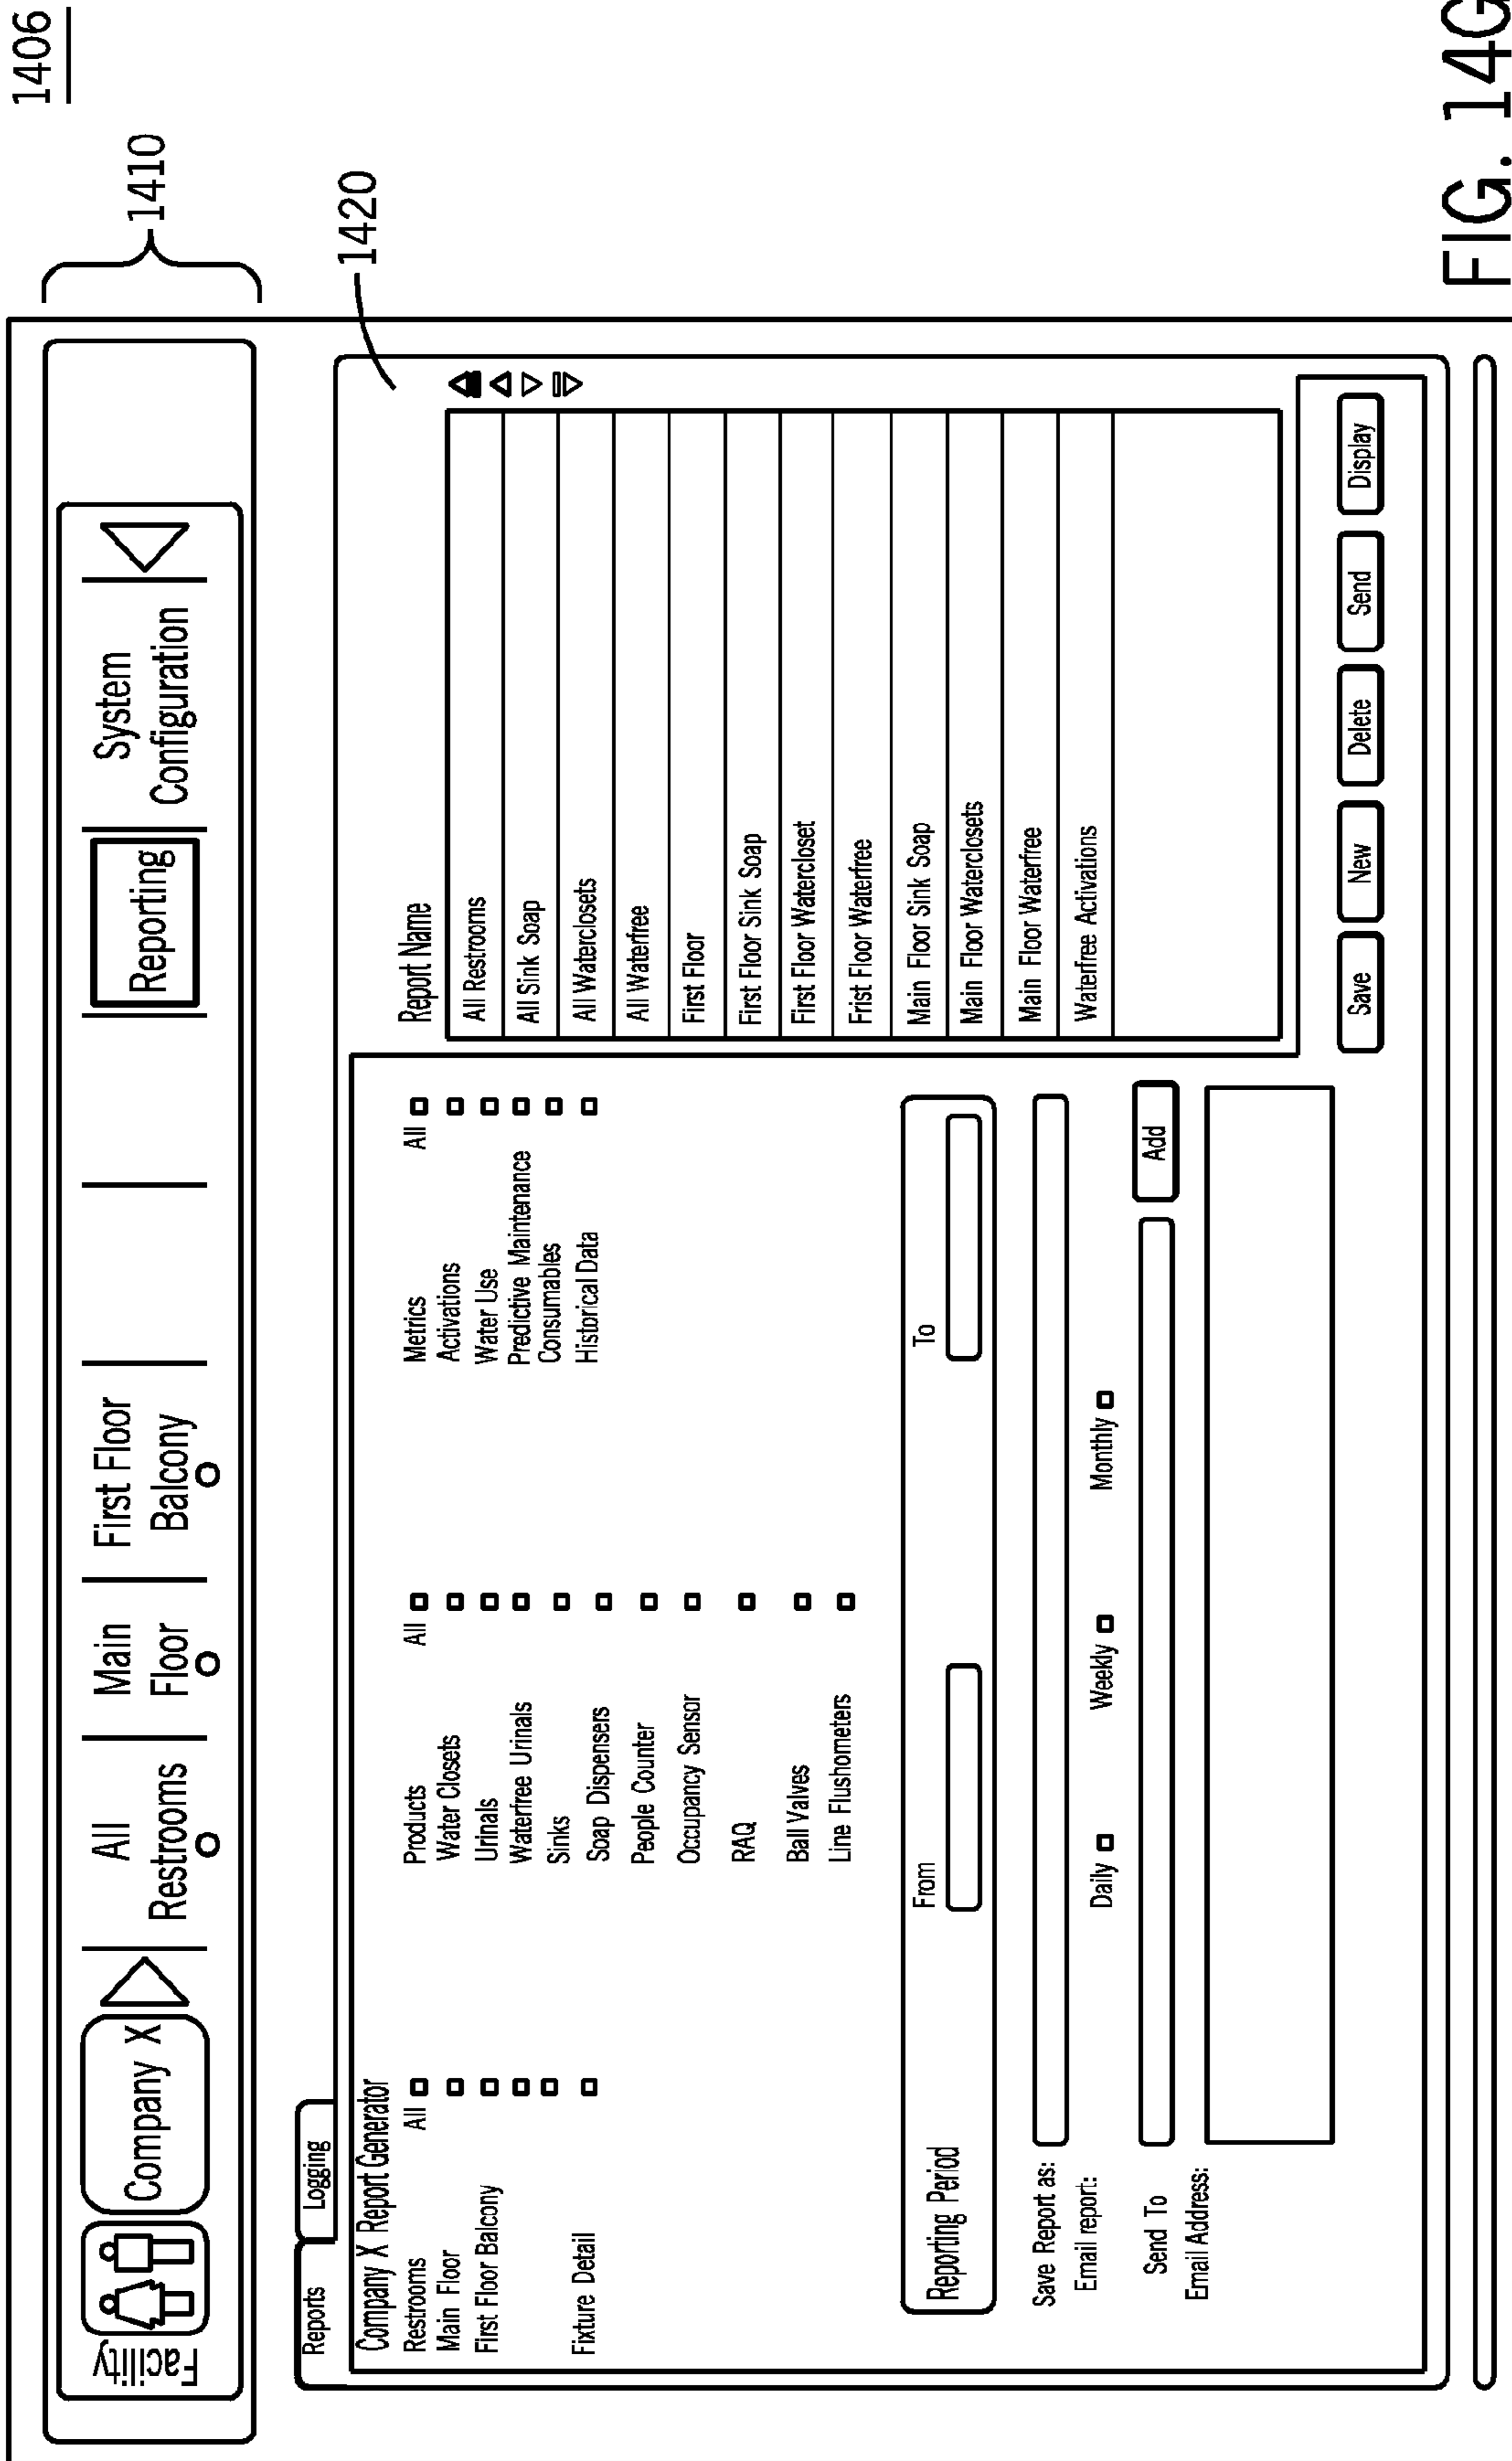 1406
1410
Facility
Company X
All Restrooms
Main Floor
First Floor Balcony
Reporting
System Configuration
1420
Reports
Logging
Company X Report Generator
Restrooms All
Main Floor
First Floor Balcony
Fixture Detail
Products All
Water Closets
Urinals
Waterfree Urinals
Sinks
Soap Dispensers
People Counter
Occupancy Sensor
RAQ
Ball Valves
Line Flushometers
Metrics All
Activations
Water Use
Predictive Maintenance
Consumables
Historical Data
Report Name
All Restrooms
All Sink Soap
All Waterclosets
All Waterfree
First Floor
First Floor Sink Soap
First Floor Watercloset
Frist Floor Waterfree
Main Floor Sink Soap
Main Floor Waterclosets
Main Floor Waterfree
Waterfree Activations
Reporting Period From To
Save Report as:
Email report: Daily Weekly Monthly
Send To Add
Email Address:
Save New Delete Send Display
FIG. 14G